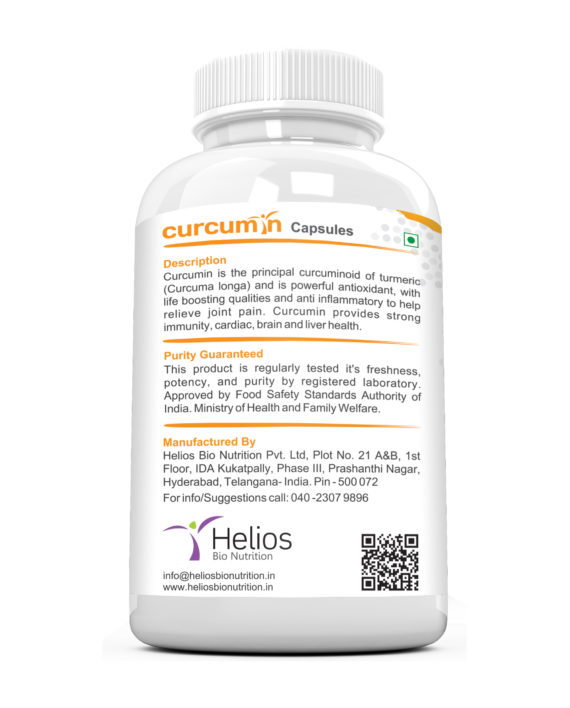 curcumin Capsules
Description
Curcumin is the principal curcuminoid of turmeric
(Curcuma longa) and is powerful antioxidant, with
life boosting qualities and anti inflammatory to help
relieve joint pain. Curcumin provides strong
immunity, cardiac, brain and liver health.
Purity Guaranteed
This product is regularly tested it's freshness,
potency, and purity by registered laboratory.
Approved by Food Safety Standards Authority of
India. Ministry of Health and Family Welfare.
Manufactured By
Helios Bio Nutrition Pvt. Ltd, Plot No. 21 A&B, 1st
Floor, IDA Kukatpally, Phase III, Prashanthi Nagar,
Hyderabad, Telangana- India. Pin - 500 072
For info/Suggestions call: 040 -2307 9896
Helios
Bio Nutrition
info@heliosbionutrition.in
www.heliosbionutrition.in